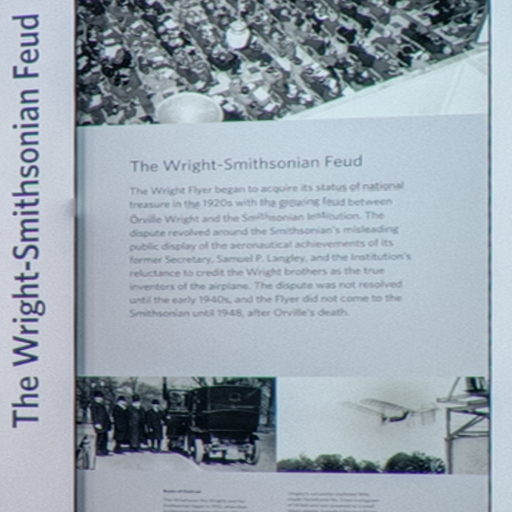 The Wright-Smithsonian Feud
The Wright-Smithsonian Feud
The Wright Flyer began to acquire its status of national
treasure in the 1920s with the growing feud between
Orville Wright and the Smithsonian Institution. The
dispute revolved around the Smithsonian's misleading
public display of the aeronautical achievements of its
former Secretary, Samuel P. Langley, and the Institution's
reluctance to credit the Wright brothers as the true
inventors of the airplane. The dispute was not resolved
until the early 1940s, and the Flyer did not come to the
Smithsonian until 1948, after Orville's death.